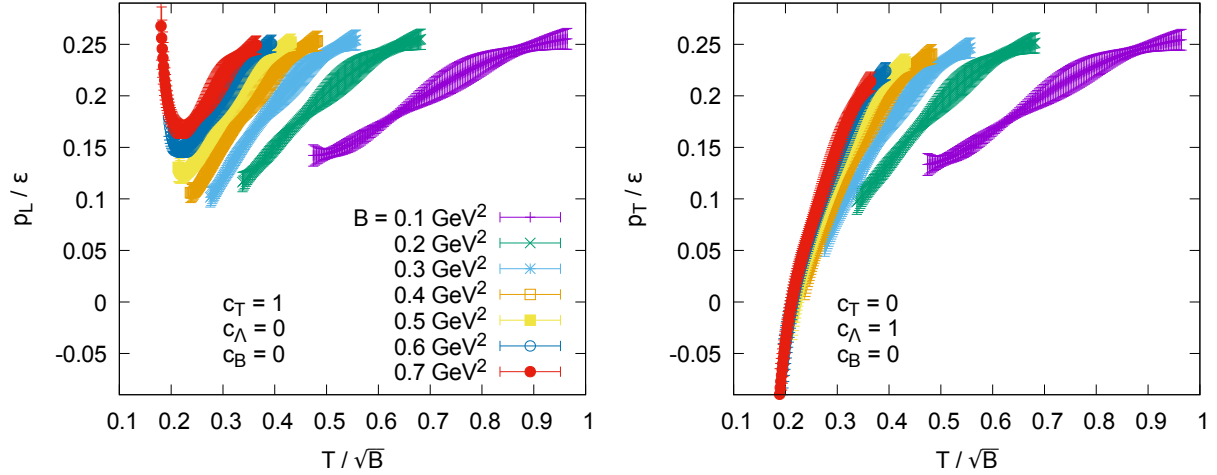 p_L / ε
0.25
0.2
0.15
0.1
0.05
0
-0.05
B = 0.1 GeV²
0.2 GeV²
0.3 GeV²
0.4 GeV²
0.5 GeV²
0.6 GeV²
0.7 GeV²
c_T = 1
c_Λ = 0
c_B = 0
0.1 0.2 0.3 0.4 0.5 0.6 0.7 0.8 0.9 1
T / √B
p_T / ε
0.25
0.2
0.15
0.1
0.05
0
-0.05
c_T = 0
c_Λ = 1
c_B = 0
0.1 0.2 0.3 0.4 0.5 0.6 0.7 0.8 0.9 1
T / √B